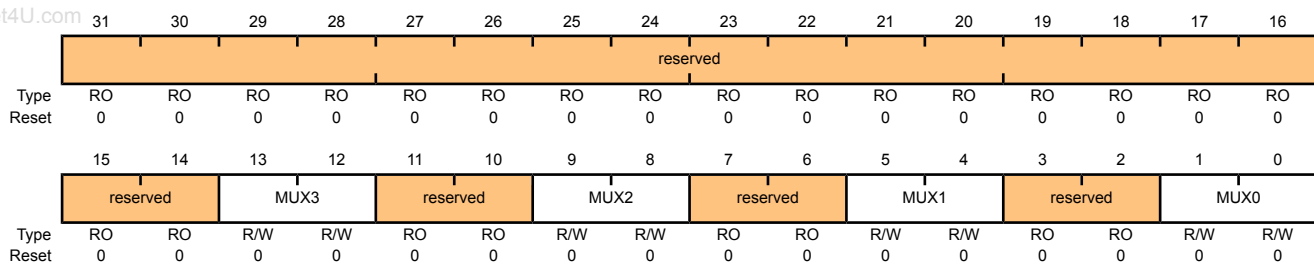 et4U.com
31 30 29 28 27 26 25 24 23 22 21 20 19 18 17 16
reserved
Type RO RO RO RO RO RO RO RO RO RO RO RO RO RO RO RO
Reset 0 0 0 0 0 0 0 0 0 0 0 0 0 0 0 0
15 14 13 12 11 10 9 8 7 6 5 4 3 2 1 0
reserved MUX3 reserved MUX2 reserved MUX1 reserved MUX0
Type RO RO R/W R/W RO RO R/W R/W RO RO R/W R/W RO RO R/W R/W
Reset 0 0 0 0 0 0 0 0 0 0 0 0 0 0 0 0